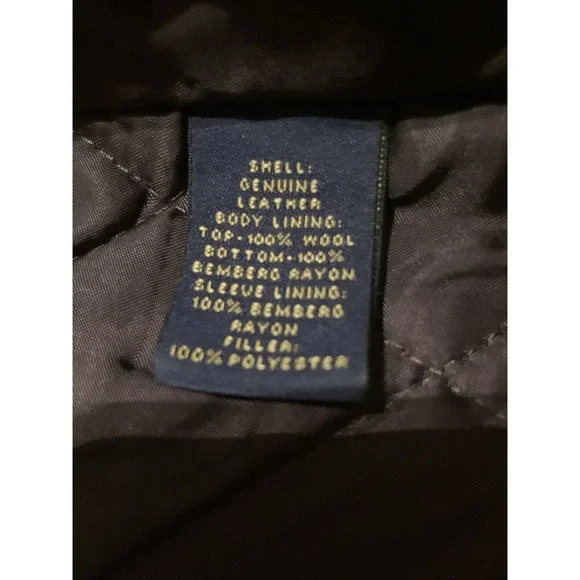 SHELL:
GENUINE
LEATHER
BODY LINING:
TOP-100% WOOL
BOTTOM-100%
BEMBERG RAYON
SLEEVE LINING:
100% BEMBERG
RAYON
FILLER:
100% POLYESTER